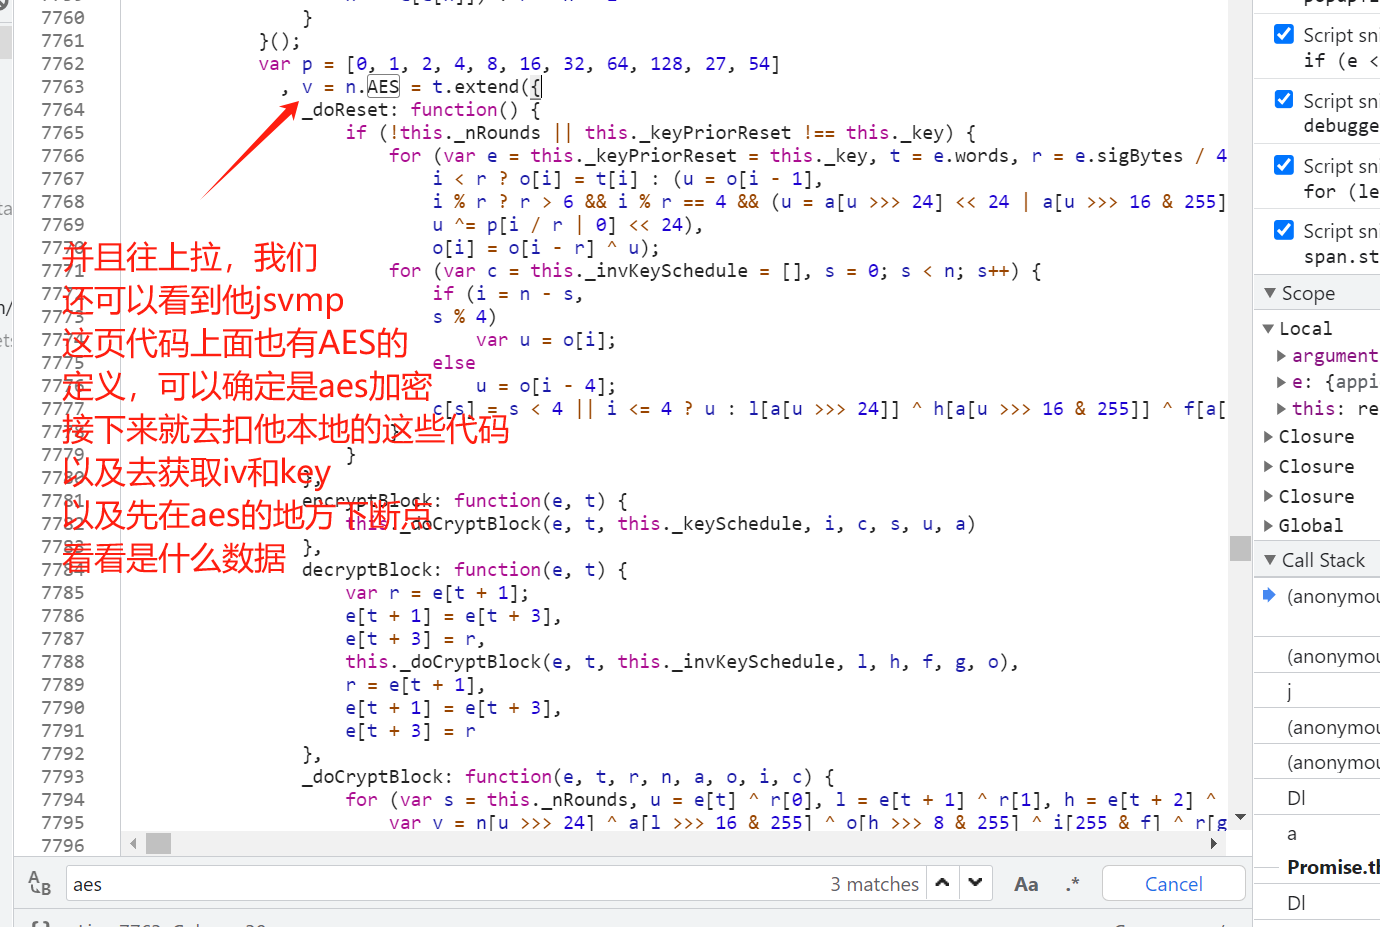 7760 }
7761 }();
7762 var p = [0, 1, 2, 4, 8, 16, 32, 64, 128, 27, 54]
7763 , v = n.AES = t.extend({
7764 _doReset: function() {
7765 if (!this._nRounds || this._keyPriorReset !== this._key) {
7766 for (var e = this._keyPriorReset = this._key, t = e.words, r = e.sigBytes / 4
7767 i < r ? o[i] = t[i] : (u = o[i - 1],
7768 i % r ? r > 6 && i % r == 4 && (u = a[u >>> 24] << 24 | a[u >>> 16 & 255]
7769 u ^= p[i / r | 0] << 24),
o[i] = o[i - r] ^ u);
7771 for (var c = this._invKeySchedule = [], s = 0; s < n; s++) {
if (i = n - s,
7773 s % 4)
var u = o[i];
7775 else
u = o[i - 4];
7777 c[s] = s < 4 || i <= 4 ? u : l[a[u >>> 24]] ^ h[a[u >>> 16 & 255]] ^ f[a[
}
7779 }
},
7781 encryptBlock: function(e, t) {
this._doCryptBlock(e, t, this._keySchedule, i, c, s, u, a)
7783 },
7784 decryptBlock: function(e, t) {
7785 var r = e[t + 1];
7786 e[t + 1] = e[t + 3],
7787 e[t + 3] = r,
7788 this._doCryptBlock(e, t, this._invKeySchedule, l, h, f, g, o),
7789 r = e[t + 1],
7790 e[t + 1] = e[t + 3],
7791 e[t + 3] = r
7792 },
7793 _doCryptBlock: function(e, t, r, n, a, o, i, c) {
7794 for (var s = this._nRounds, u = e[t] ^ r[0], l = e[t + 1] ^ r[1], h = e[t + 2] ^
7795 var v = n[u >>> 24] ^ a[l >>> 16 & 255] ^ o[h >>> 8 & 255] ^ i[255 & f] ^ r[g
7796
并且往上拉，我们
还可以看到他jsvmp
这页代码上面也有AES的
定义，可以确定是aes加密
接下来就去扣他本地的这些代码
以及去获取iv和key
以及先在aes的地方下断点
看看是什么数据
aes 3 matches Aa .* Cancel
Script sni
if (e <
Script sni
debugge
Script sni
for (le
Script sni
span.st
Scope
Local
argument
e: {appi
this: re
Closure
Closure
Closure
Global
Call Stack
(anonymou
(anonymou
j
(anonymou
(anonymou
Dl
a
Promise.th
Dl